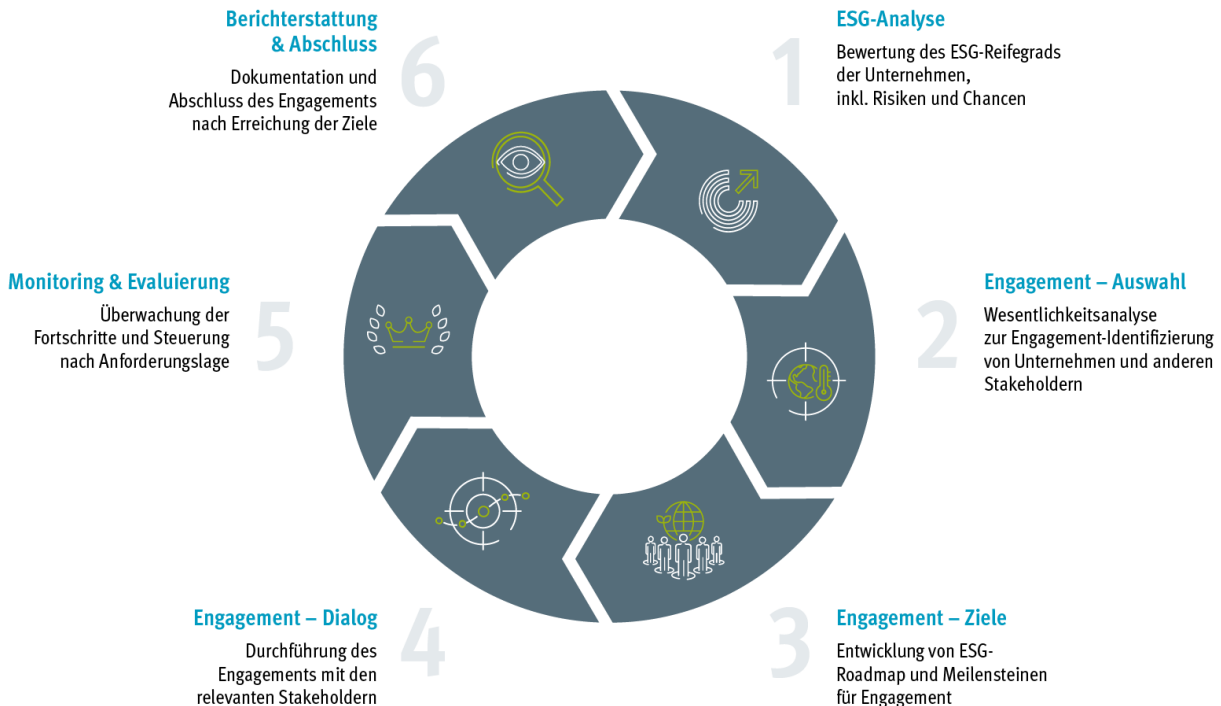 1
ESG-Analyse
Bewertung des ESG-Reifegrads
der Unternehmen,
inkl. Risiken und Chancen
2
Engagement – Auswahl
Wesentlichkeitsanalyse
zur Engagement-Identifizierung
von Unternehmen und anderen
Stakeholdern
3
Engagement – Ziele
Entwicklung von ESG-
Roadmap und Meilensteinen
für Engagement
4
Engagement – Dialog
Durchführung des
Engagements mit den
relevanten Stakeholdern
5
Monitoring & Evaluierung
Überwachung der
Fortschritte und Steuerung
nach Anforderungslage
6
Berichterstattung
& Abschluss
Dokumentation und
Abschluss des Engagements
nach Erreichung der Ziele